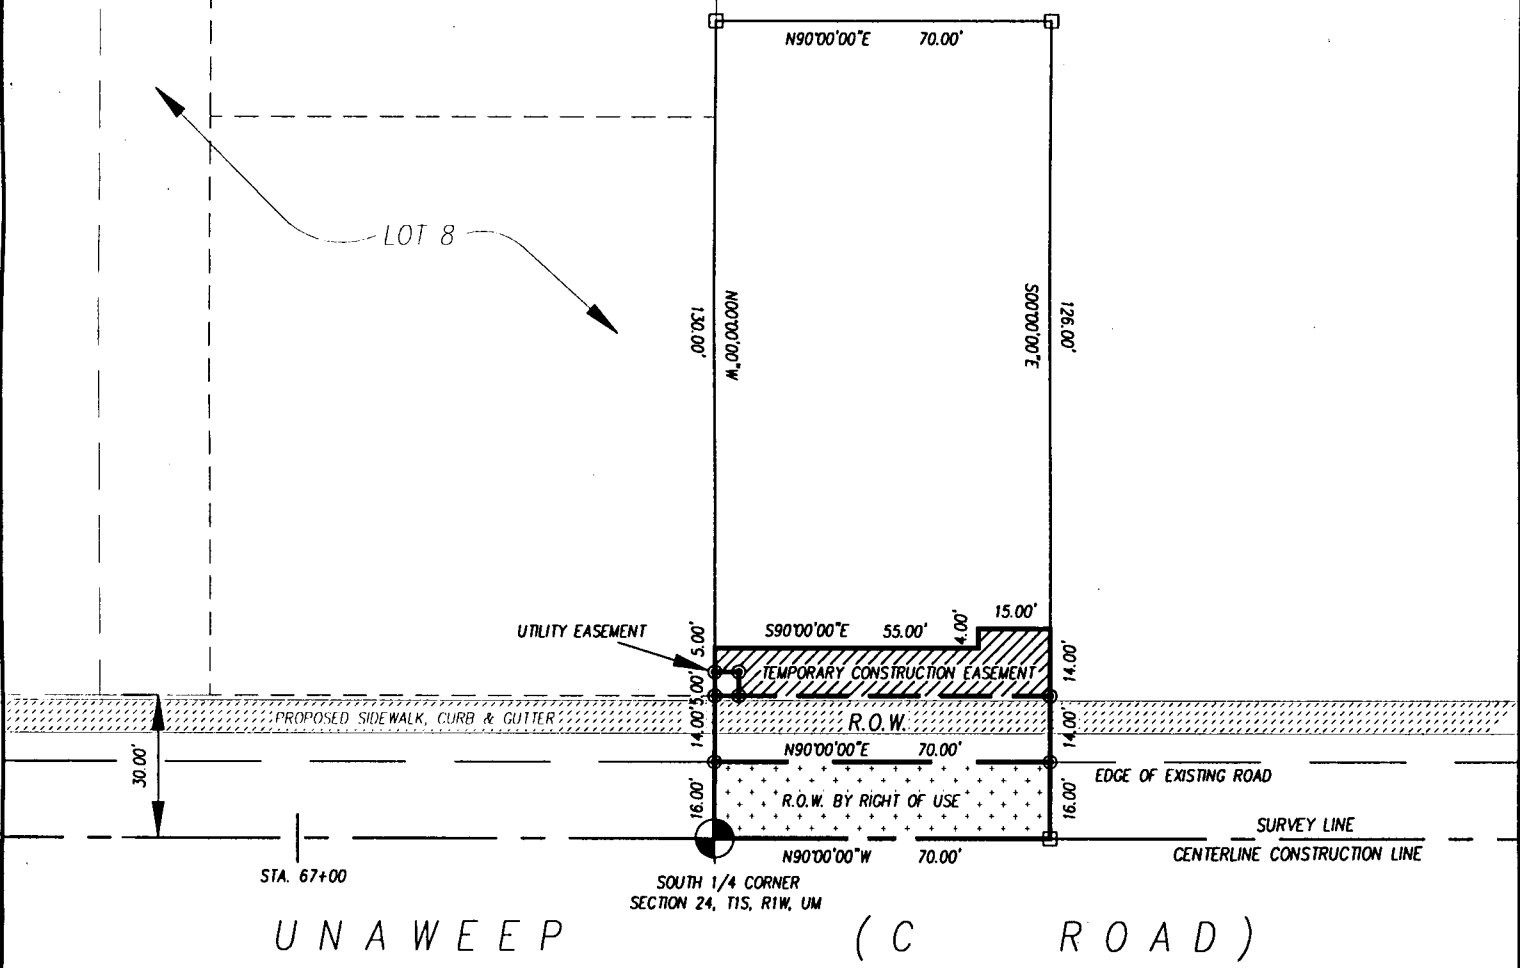 N90°00'00"E 70.00'
LOT 8
130.00'
N00°00'00"W
S00°00'00"E
126.00'
UTILITY EASEMENT
5.00'
S90°00'00"E 55.00'
4.00'
15.00'
TEMPORARY CONSTRUCTION EASEMENT
14.00'
5.00'
PROPOSED SIDEWALK, CURB & GUTTER
14.00'
R.O.W.
14.00'
30.00'
N90°00'00"E 70.00'
EDGE OF EXISTING ROAD
16.00'
R.O.W. BY RIGHT OF USE
16.00'
SURVEY LINE
N90°00'00"W 70.00'
CENTERLINE CONSTRUCTION LINE
STA. 67+00
SOUTH 1/4 CORNER
SECTION 24, T1S, R1W, UM
UNAWEEP (C ROAD)